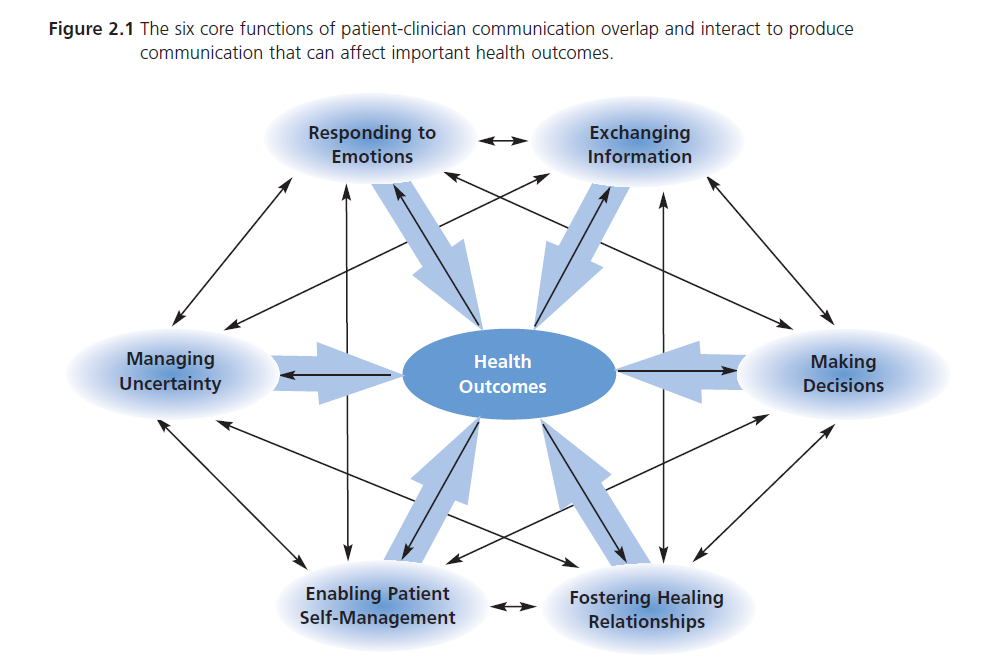 Figure 2.1 The six core functions of patient-clinician communication overlap and interact to produce
communication that can affect important health outcomes.
Responding to
Emotions
Exchanging
Information
Managing
Uncertainty
Health
Outcomes
Making
Decisions
Enabling Patient
Self-Management
Fostering Healing
Relationships